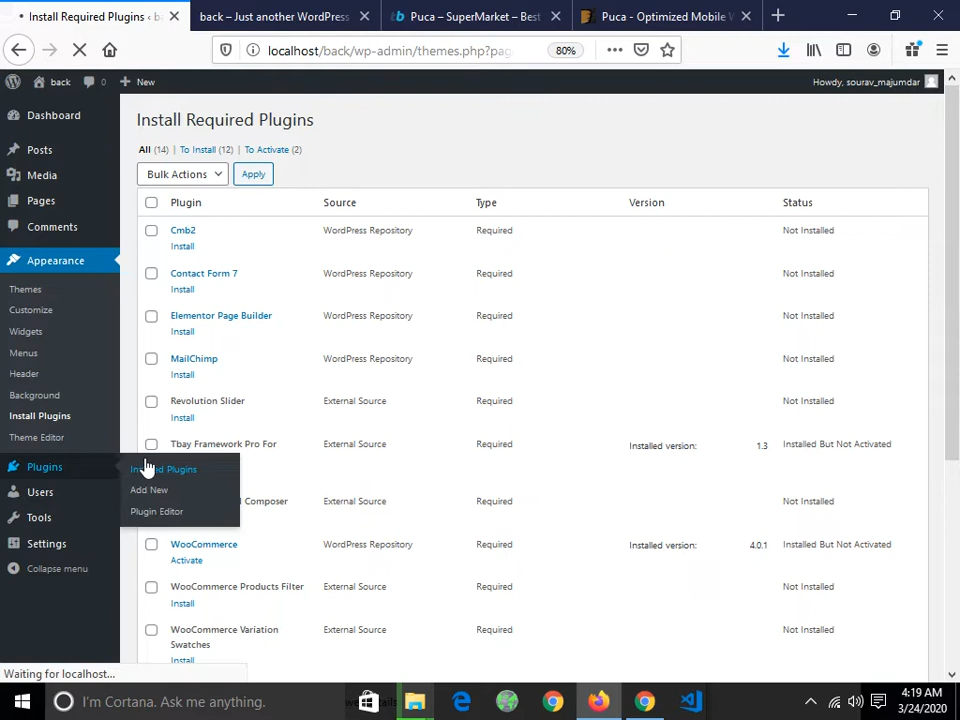 Install Required Plugins ‹ ba
back – Just another WordPress
Puca – SuperMarket – Best
Puca - Optimized Mobile W
localhost/back/wp-admin/themes.php?pag
80%
back
0
New
Howdy, sourav_majumdar
Dashboard
Posts
Media
Pages
Comments
Appearance
Themes
Customize
Widgets
Menus
Header
Background
Install Plugins
Theme Editor
Plugins
Users
Tools
Settings
Collapse menu
Installed Plugins
Add New
Plugin Editor
Install Required Plugins
All (14) | To Install (12) | To Activate (2)
Bulk Actions
Apply
Plugin Source Type Version Status
Cmb2 WordPress Repository Required Not Installed
Install
Contact Form 7 WordPress Repository Required Not Installed
Install
Elementor Page Builder WordPress Repository Required Not Installed
Install
MailChimp WordPress Repository Required Not Installed
Install
Revolution Slider External Source Required Not Installed
Install
Tbay Framework Pro For External Source Required Installed version: 1.3 Installed But Not Activated
l Composer External Source Required Not Installed
WooCommerce WordPress Repository Required Installed version: 4.0.1 Installed But Not Activated
Activate
WooCommerce Products Filter External Source Required Not Installed
Install
WooCommerce Variation Swatches External Source Required Not Installed
Install
Waiting for localhost...
I'm Cortana. Ask me anything.
4:19 AM
3/24/2020